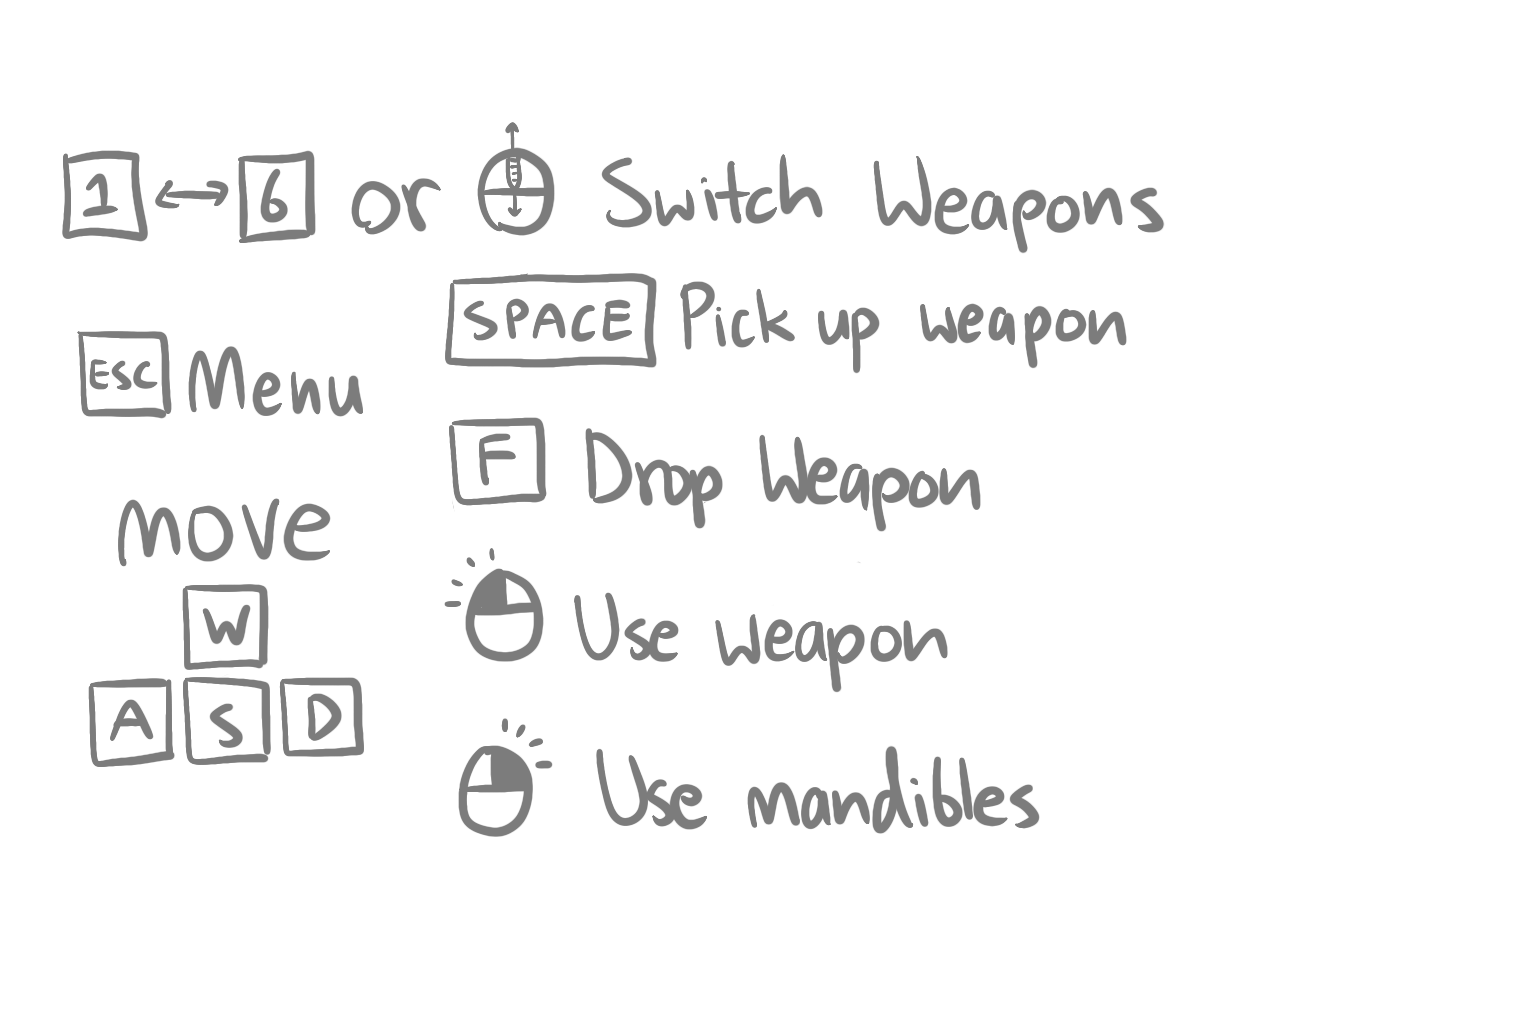 1 ↔ 6 or Switch Weapons
SPACE Pick up weapon
ESC Menu
F Drop Weapon
move
W
A S D
Use weapon
Use mandibles